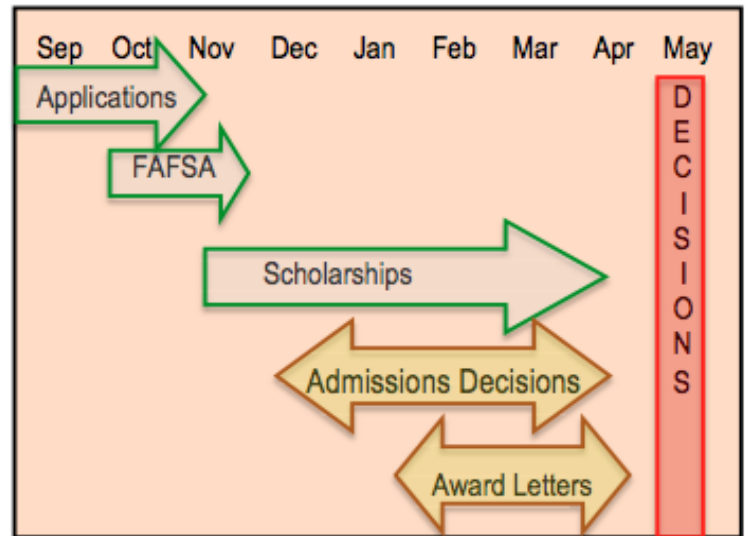 Sep Oct Nov Dec Jan Feb Mar Apr May
Applications
FAFSA
Scholarships
Admissions Decisions
Award Letters
D
E
C
I
S
I
O
N
S